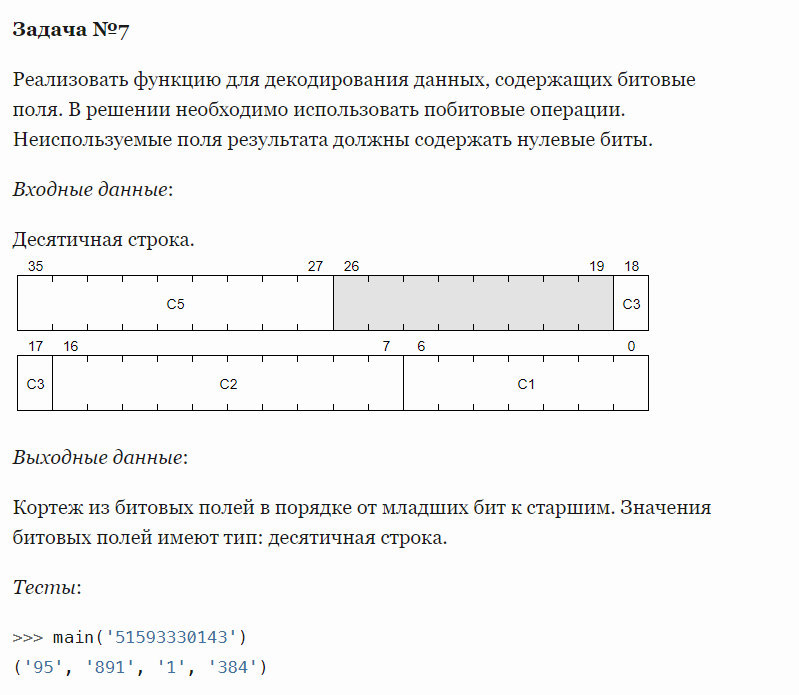 Задача №7
Реализовать функцию для декодирования данных, содержащих битовые
поля. В решении необходимо использовать побитовые операции.
Неиспользуемые поля результата должны содержать нулевые биты.
Входные данные:
Десятичная строка.
35 27 26 19 18
C5 C3
17 16 7 6 0
C3 C2 C1
Выходные данные:
Кортеж из битовых полей в порядке от младших бит к старшим. Значения
битовых полей имеют тип: десятичная строка.
Тесты:
>>> main('51593330143')
('95', '891', '1', '384')